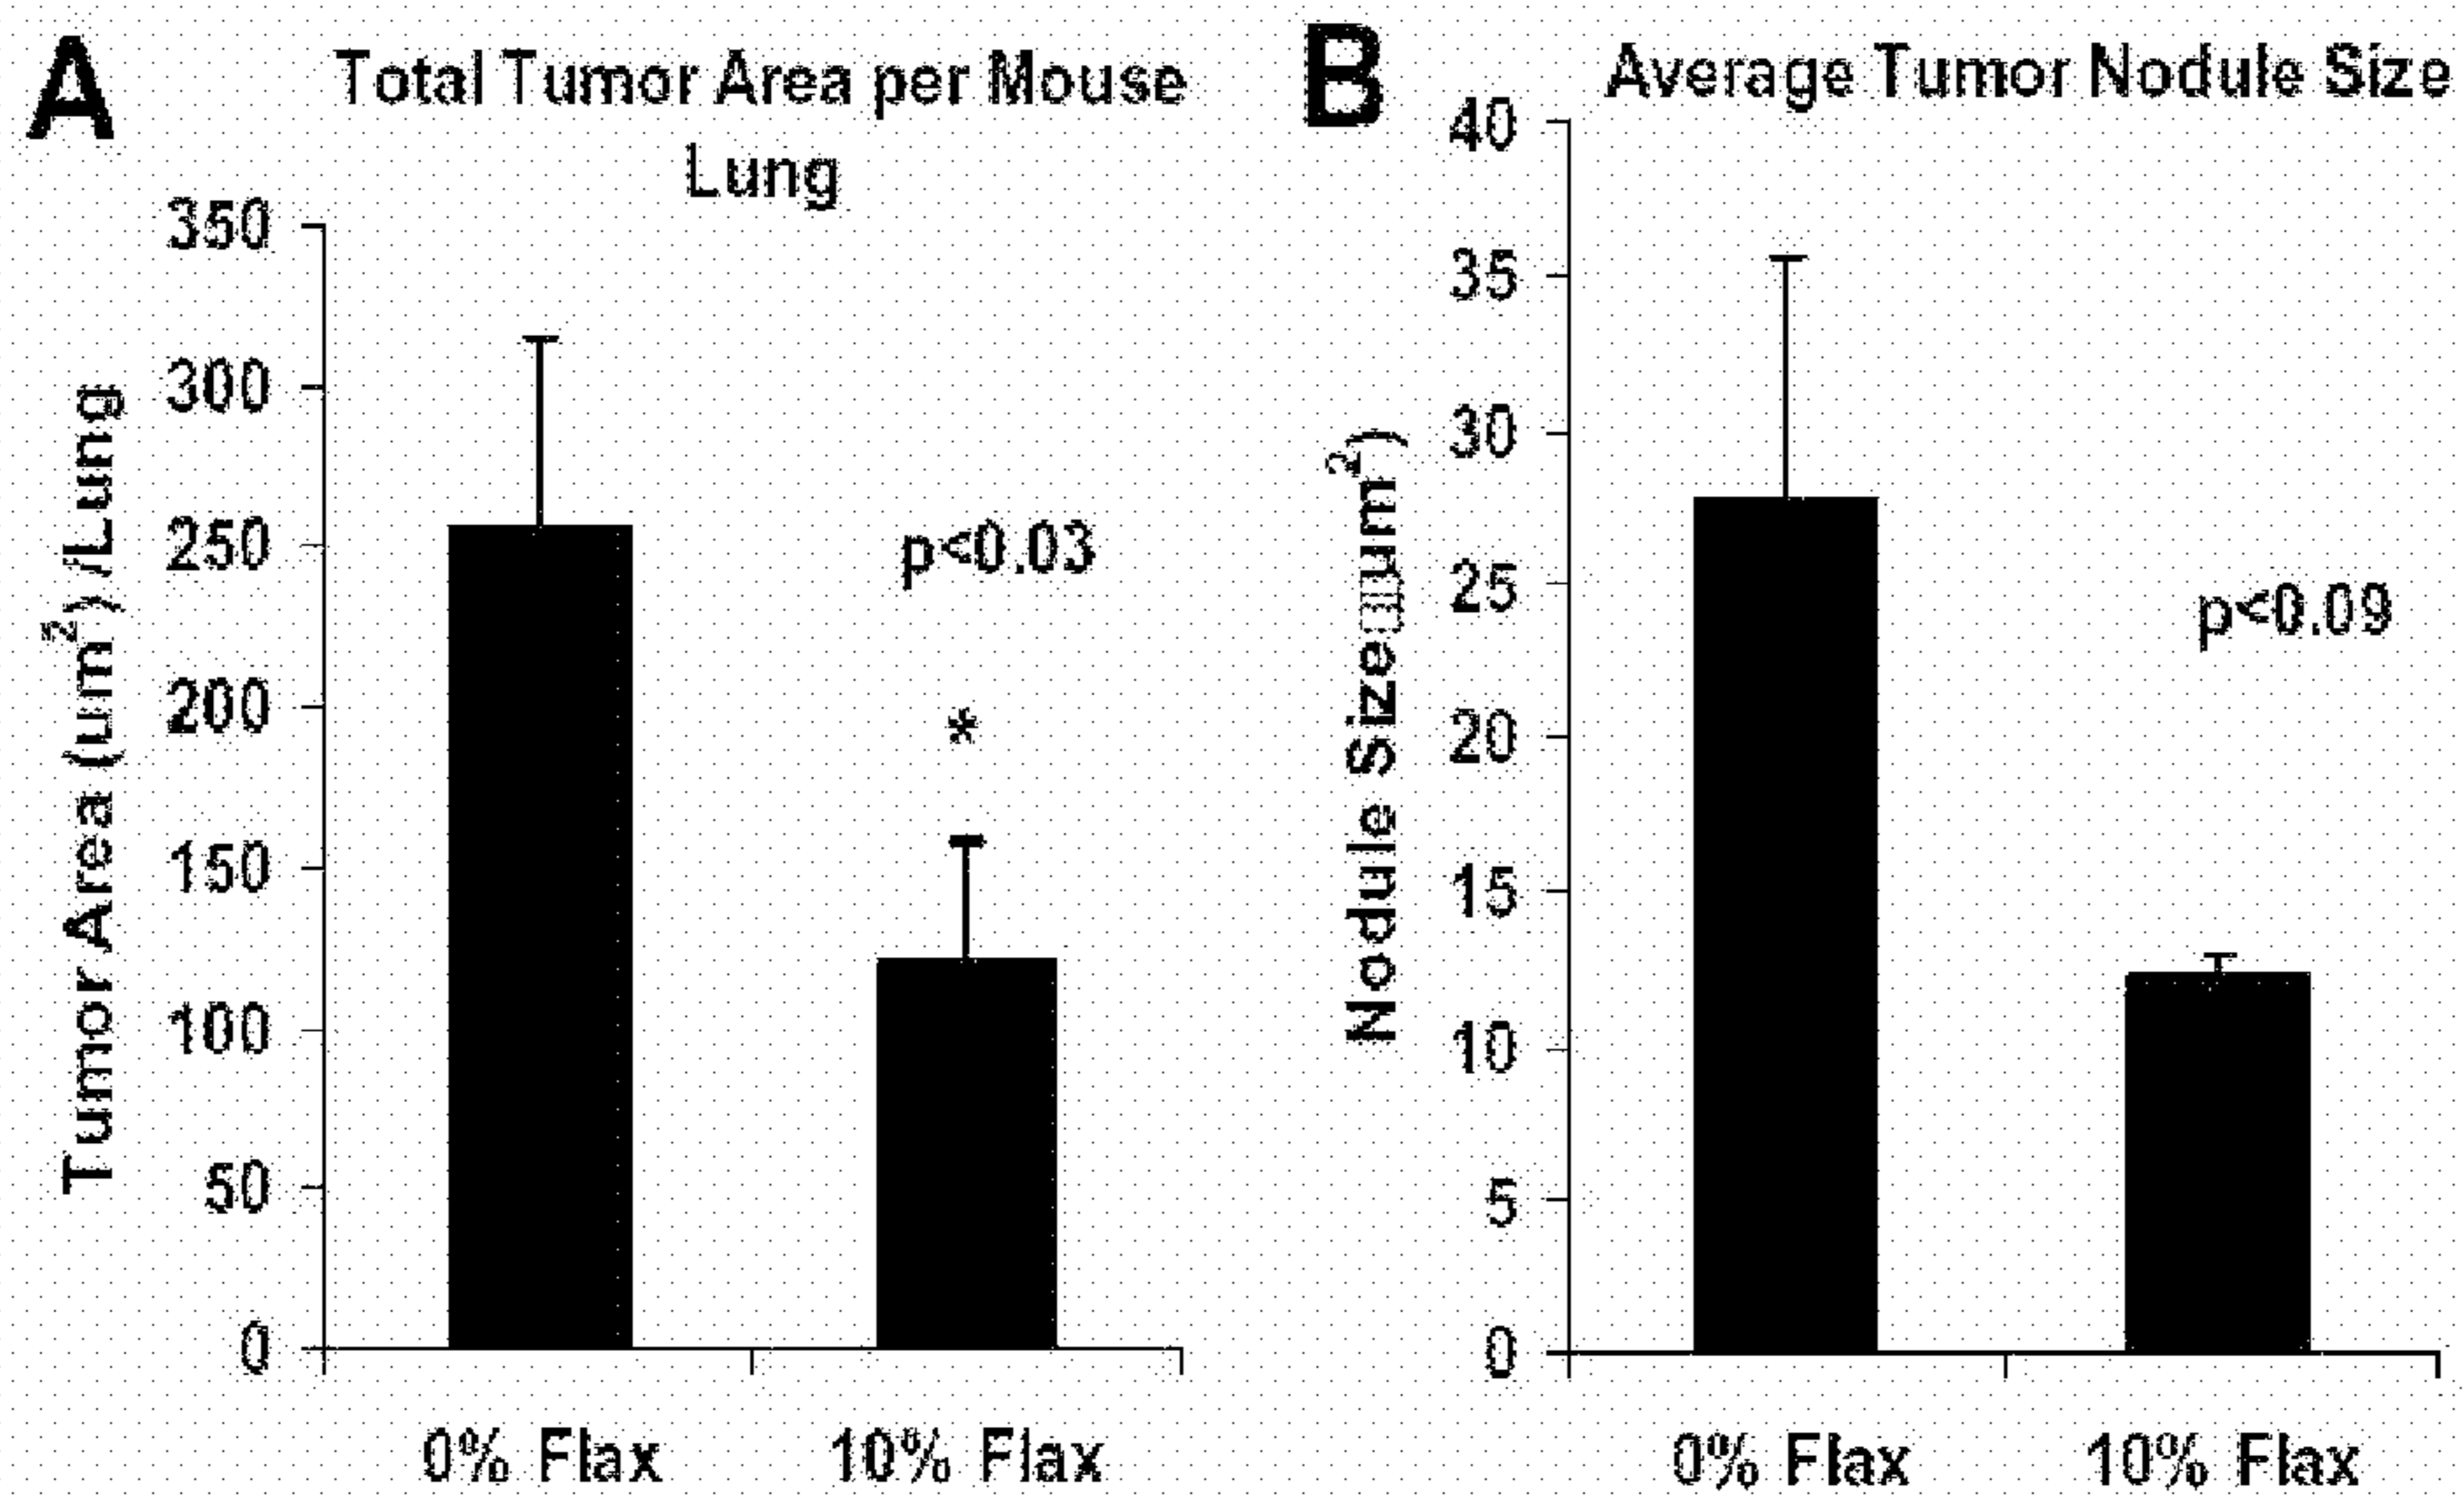 A
Total Tumor Area per Mouse
Lung
Tumor Area (um²) /Lung
350
300
250
200
150
100
50
0
p<0.03
*
0% Flax
10% Flax
B
Average Tumor Nodule Size
Nodule Size um²)
40
35
30
25
20
15
10
5
0
p<0.09
0% Flax
10% Flax